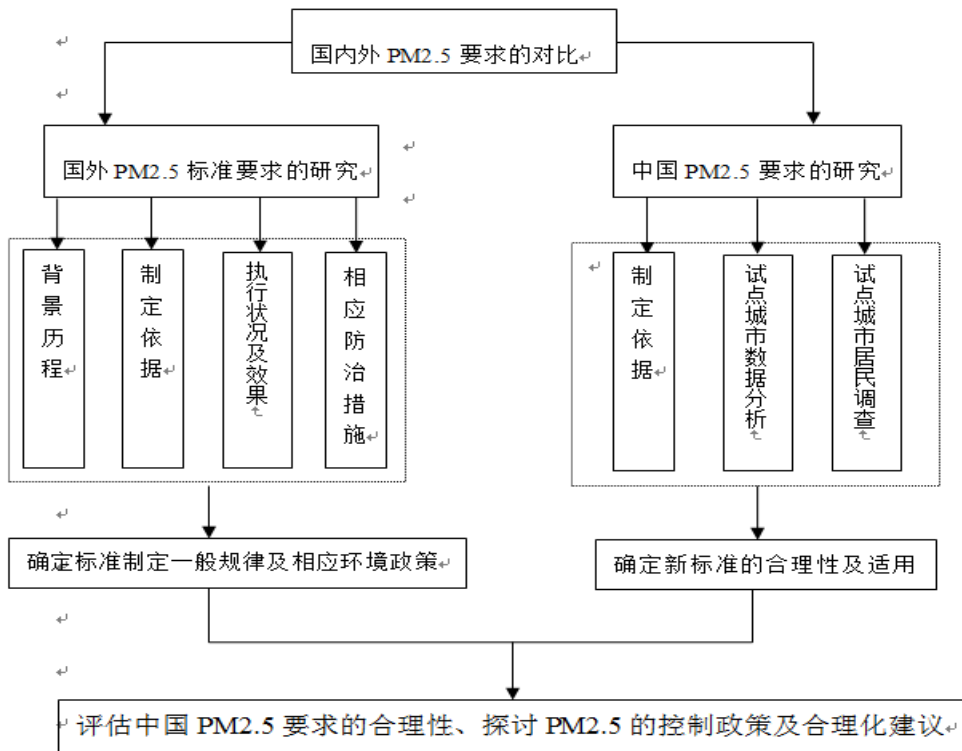 国内外 PM2.5 要求的对比
国外 PM2.5 标准要求的研究
中国 PM2.5 要求的研究
背景历程
制定依据
执行状况及效果
相应防治措施
制定依据
试点城市数据分析
试点城市居民调查
确定标准制定一般规律及相应环境政策
确定新标准的合理性及适用
评估中国 PM2.5 要求的合理性、探讨 PM2.5 的控制政策及合理化建议